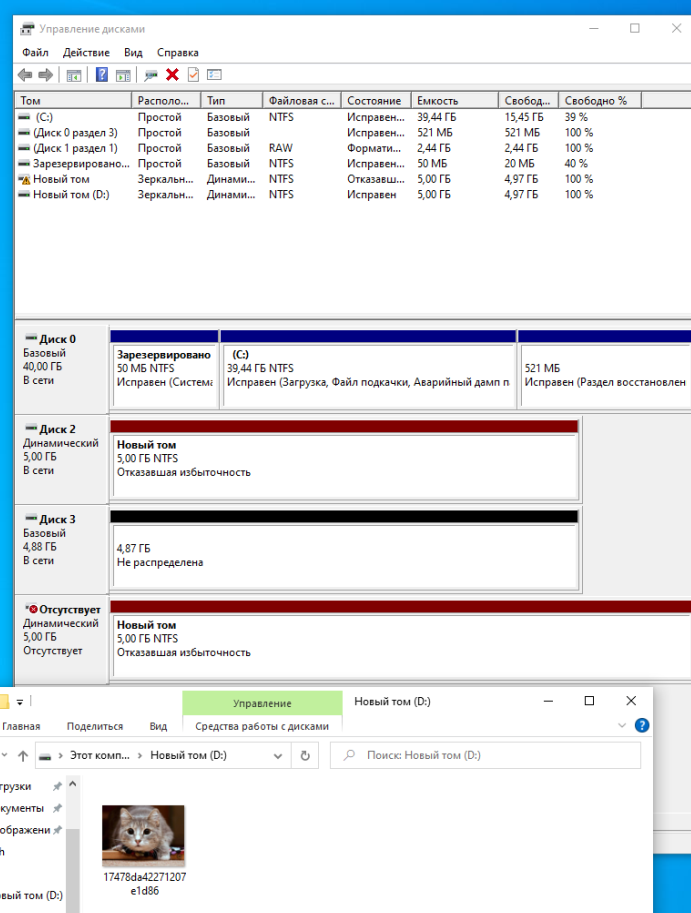 Управление дисками
Файл Действие Вид Справка
Том Располо... Тип Файловая с... Состояние Емкость Свобод... Свободно %
(C:) Простой Базовый NTFS Исправен... 39,44 ГБ 15,45 ГБ 39 %
(Диск 0 раздел 3) Простой Базовый Исправен... 521 МБ 521 МБ 100 %
(Диск 1 раздел 1) Простой Базовый RAW Формати... 2,44 ГБ 2,44 ГБ 100 %
Зарезервировано... Простой Базовый NTFS Исправен... 50 МБ 20 МБ 40 %
Новый том Зеркальн... Динами... NTFS Отказавш... 5,00 ГБ 4,97 ГБ 100 %
Новый том (D:) Зеркальн... Динами... NTFS Исправен 5,00 ГБ 4,97 ГБ 100 %
Диск 0
Базовый
40,00 ГБ
В сети
Зарезервировано
50 МБ NTFS
Исправен (Система
(C:)
39,44 ГБ NTFS
Исправен (Загрузка, Файл подкачки, Аварийный дамп п
521 МБ
Исправен (Раздел восстановлен
Диск 2
Динамический
5,00 ГБ
В сети
Новый том
5,00 ГБ NTFS
Отказавшая избыточность
Диск 3
Базовый
4,88 ГБ
В сети
4,87 ГБ
Не распределена
Отсутствует
Динамический
5,00 ГБ
Отсутствует
Новый том
5,00 ГБ NTFS
Отказавшая избыточность
Управление Новый том (D:)
Главная Поделиться Вид Средства работы с дисками
Этот комп... Новый том (D:) Поиск: Новый том (D:)
грузки
кументы
ображени
h
вый том (D:)
17478da42271207
e1d86